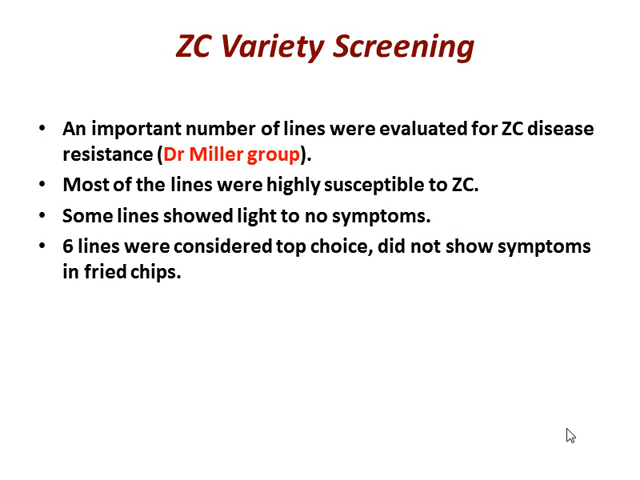 ZC Variety Screening
• An important number of lines were evaluated for ZC disease
resistance (Dr Miller group).
• Most of the lines were highly susceptible to ZC.
• Some lines showed light to no symptoms.
• 6 lines were considered top choice, did not show symptoms
in fried chips.